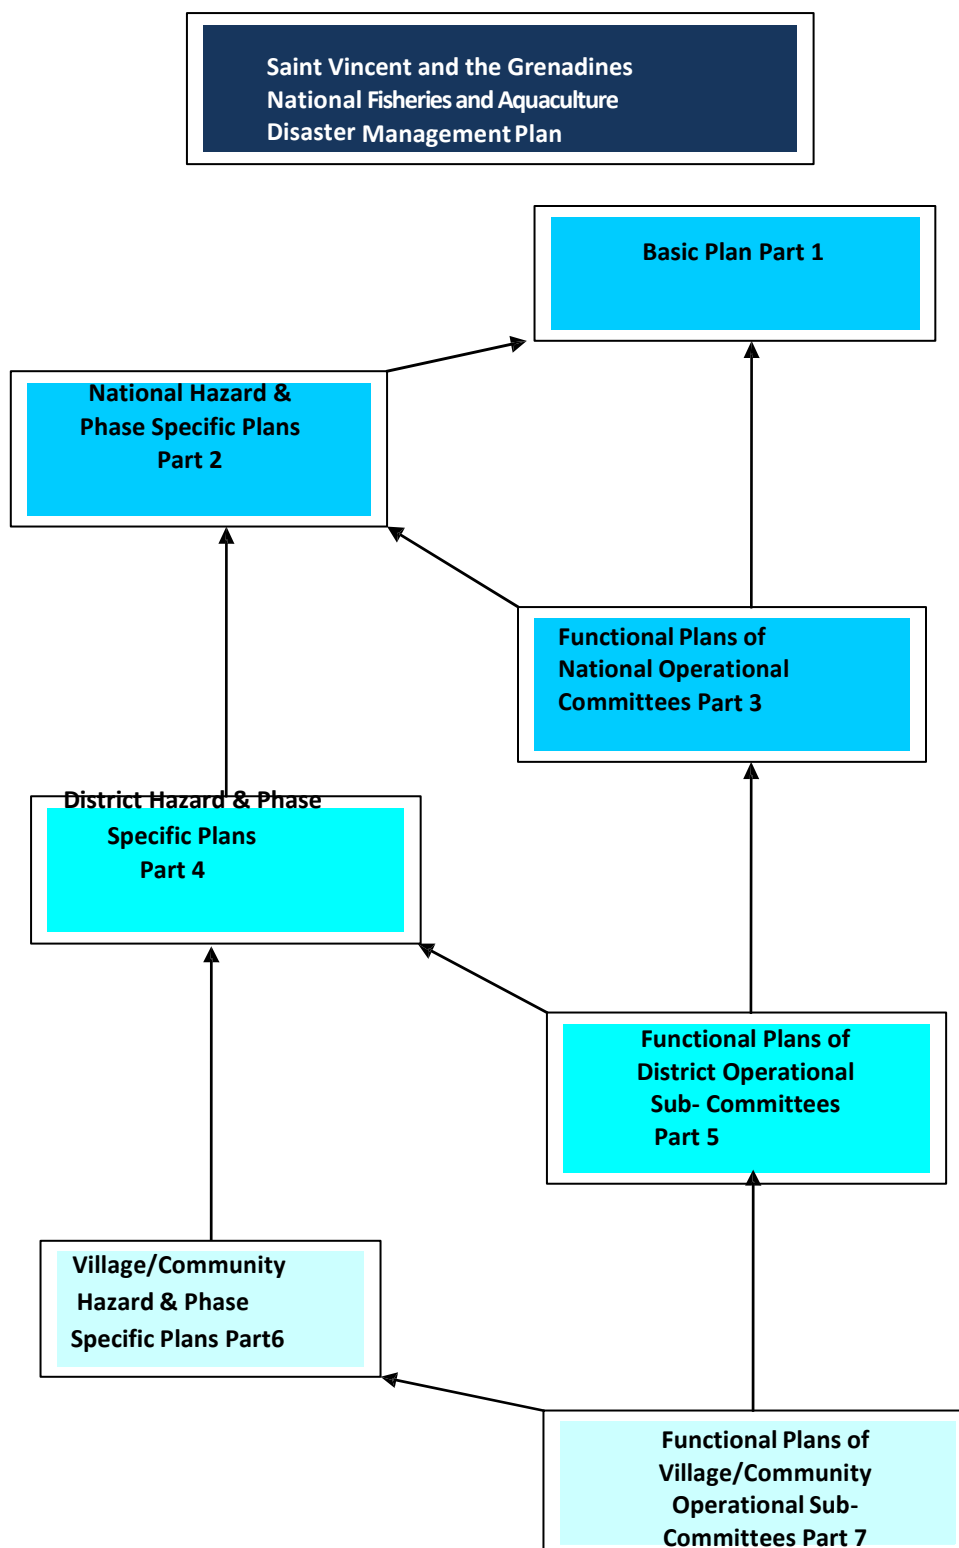 Saint Vincent and the Grenadines
National Fisheries and Aquaculture
Disaster Management Plan
Basic Plan Part 1
National Hazard &
Phase Specific Plans
Part 2
Functional Plans of
National Operational
Committees Part 3
District Hazard & Phase
Specific Plans
Part 4
Functional Plans of
District Operational
Sub- Committees
Part 5
Village/Community
Hazard & Phase
Specific Plans Part6
Functional Plans of
Village/Community
Operational Sub-
Committees Part 7